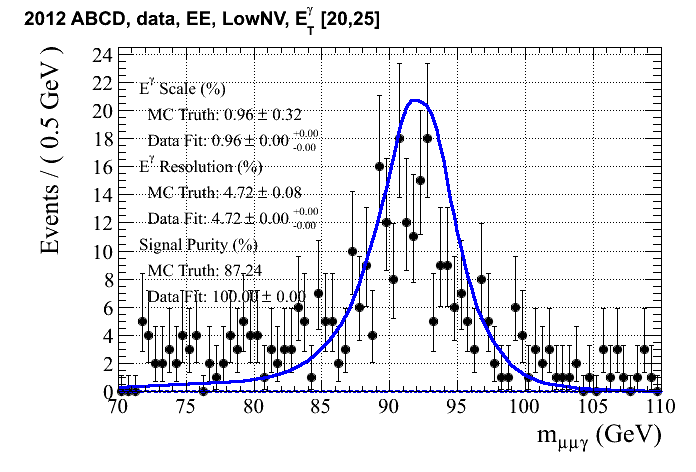 2012 ABCD, data, EE, LowNV, E_T^γ [20,25]
Events / ( 0.5 GeV )
24
22
20
18
16
14
12
10
8
6
4
2
0
E^γ Scale (%)
MC Truth: 0.96 ± 0.32
Data Fit: 0.96 ± 0.00 +0.00 -0.00
E^γ Resolution (%)
MC Truth: 4.72 ± 0.08
Data Fit: 4.72 ± 0.00 +0.00 -0.00
Signal Purity (%)
MC Truth: 87.24
Data Fit: 100.00 ± 0.00
70 75 80 85 90 95 100 105 110
m_μμγ (GeV)